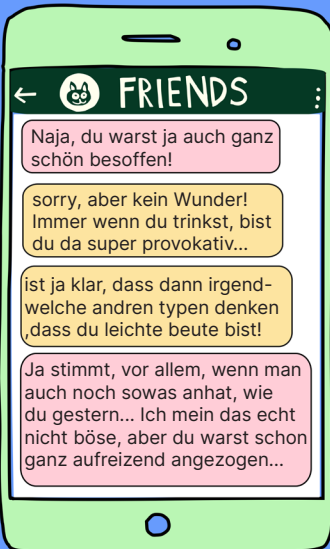 FRIENDS
Naja, du warst ja auch ganz
schön besoffen!
sorry, aber kein Wunder!
Immer wenn du trinkst, bist
du da super provokativ...
ist ja klar, dass dann irgend-
welche andren typen denken
,dass du leichte beute bist!
Ja stimmt, vor allem, wenn man
auch noch sowas anhat, wie
du gestern... Ich mein das echt
nicht böse, aber du warst schon
ganz aufreizend angezogen...